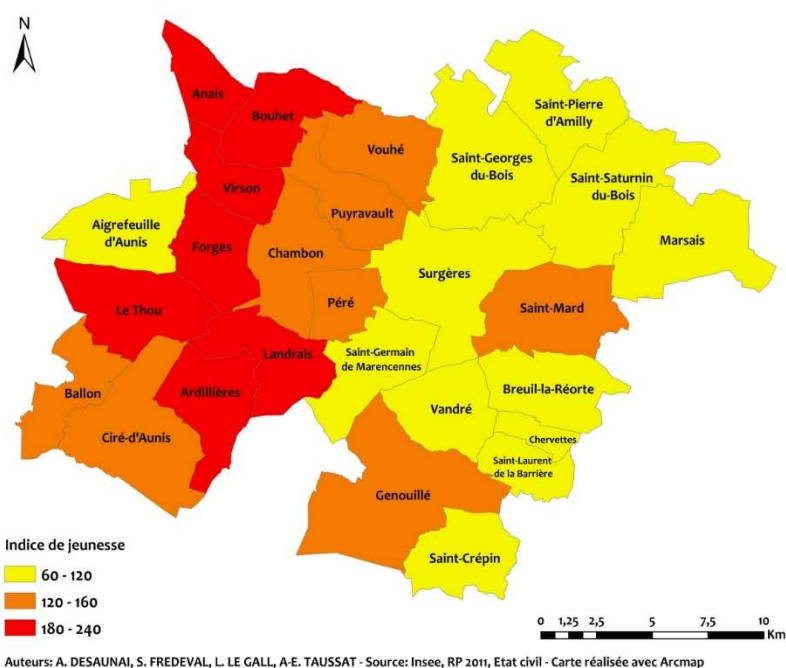 N
Anais
Bouhet
Saint-Pierre
d'Amilly
Vouhé
Saint-Georges
du-Bois
Saint-Saturnin
du-Bois
Virson
Puyravault
Aigrefeuille
d'Aunis
Marsais
Forges
Chambon
Surgères
Le Thou
Péré
Saint-Mard
Landrais
Saint-Germain
de Marencennes
Ballon
Ardillières
Breuil-la-Réorte
Vandré
Ciré-d'Aunis
Chervettes
Saint-Laurent
de la Barrière
Genouillé
Saint-Crépin
Indice de jeunesse
60 - 120
120 - 160
180 - 240
0 1,25 2,5 5 7,5 10
Km
Auteurs: A. DESAUNAI, S. FREDEVAL, L. LE GALL, A-E. TAUSSAT - Source: Insee, RP 2011, Etat civil - Carte réalisée avec Arcmap